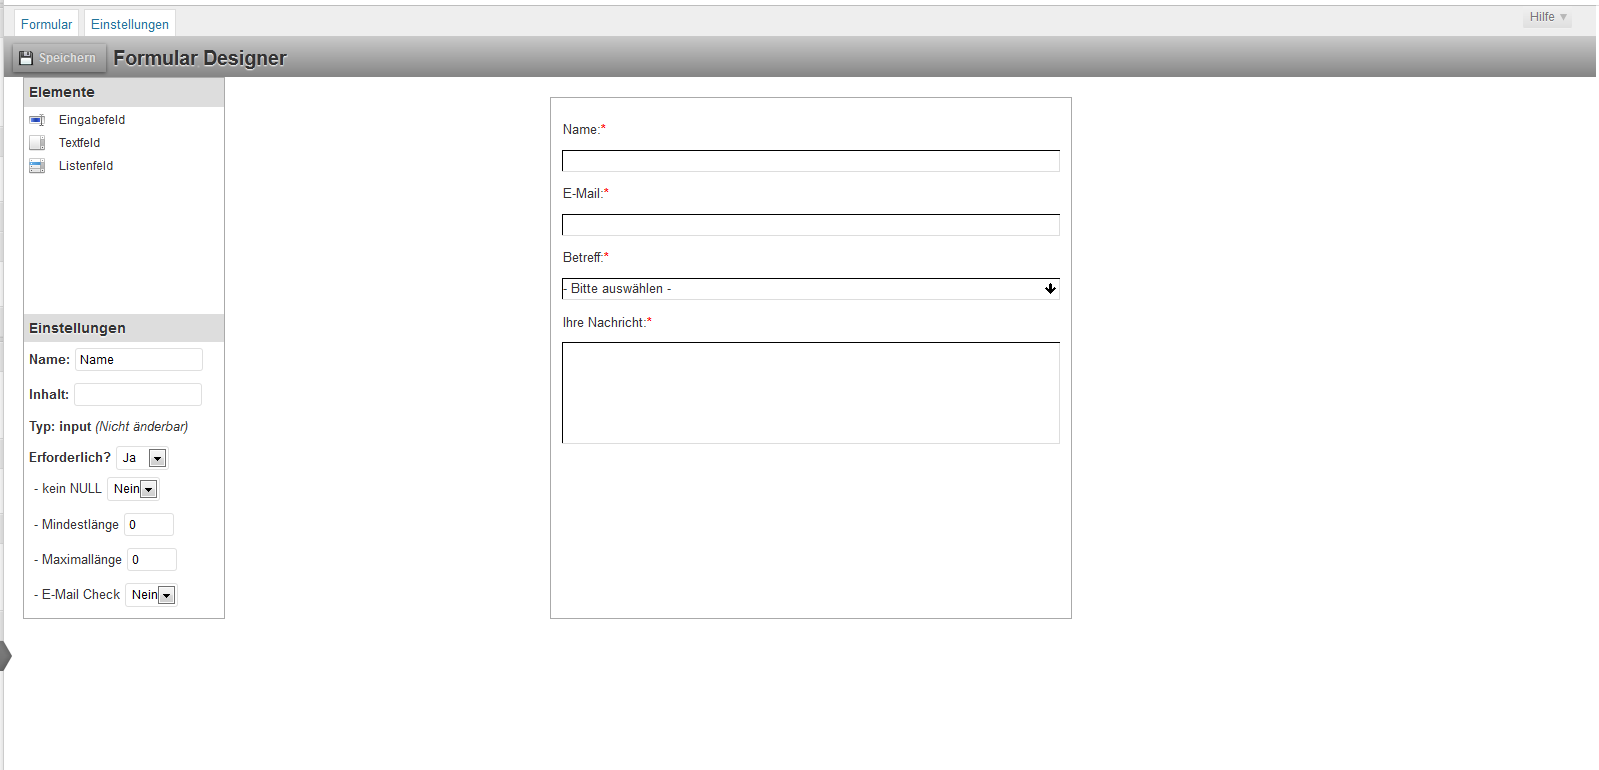 Formular Einstellungen Hilfe
Speichern Formular Designer
Elemente
Eingabefeld
Textfeld
Listenfeld
Einstellungen
Name: Name
Inhalt:
Typ: input (Nicht änderbar)
Erforderlich? Ja
- kein NULL Nein
- Mindestlänge 0
- Maximallänge 0
- E-Mail Check Nein
Name:*
E-Mail:*
Betreff:*
- Bitte auswählen -
Ihre Nachricht:*